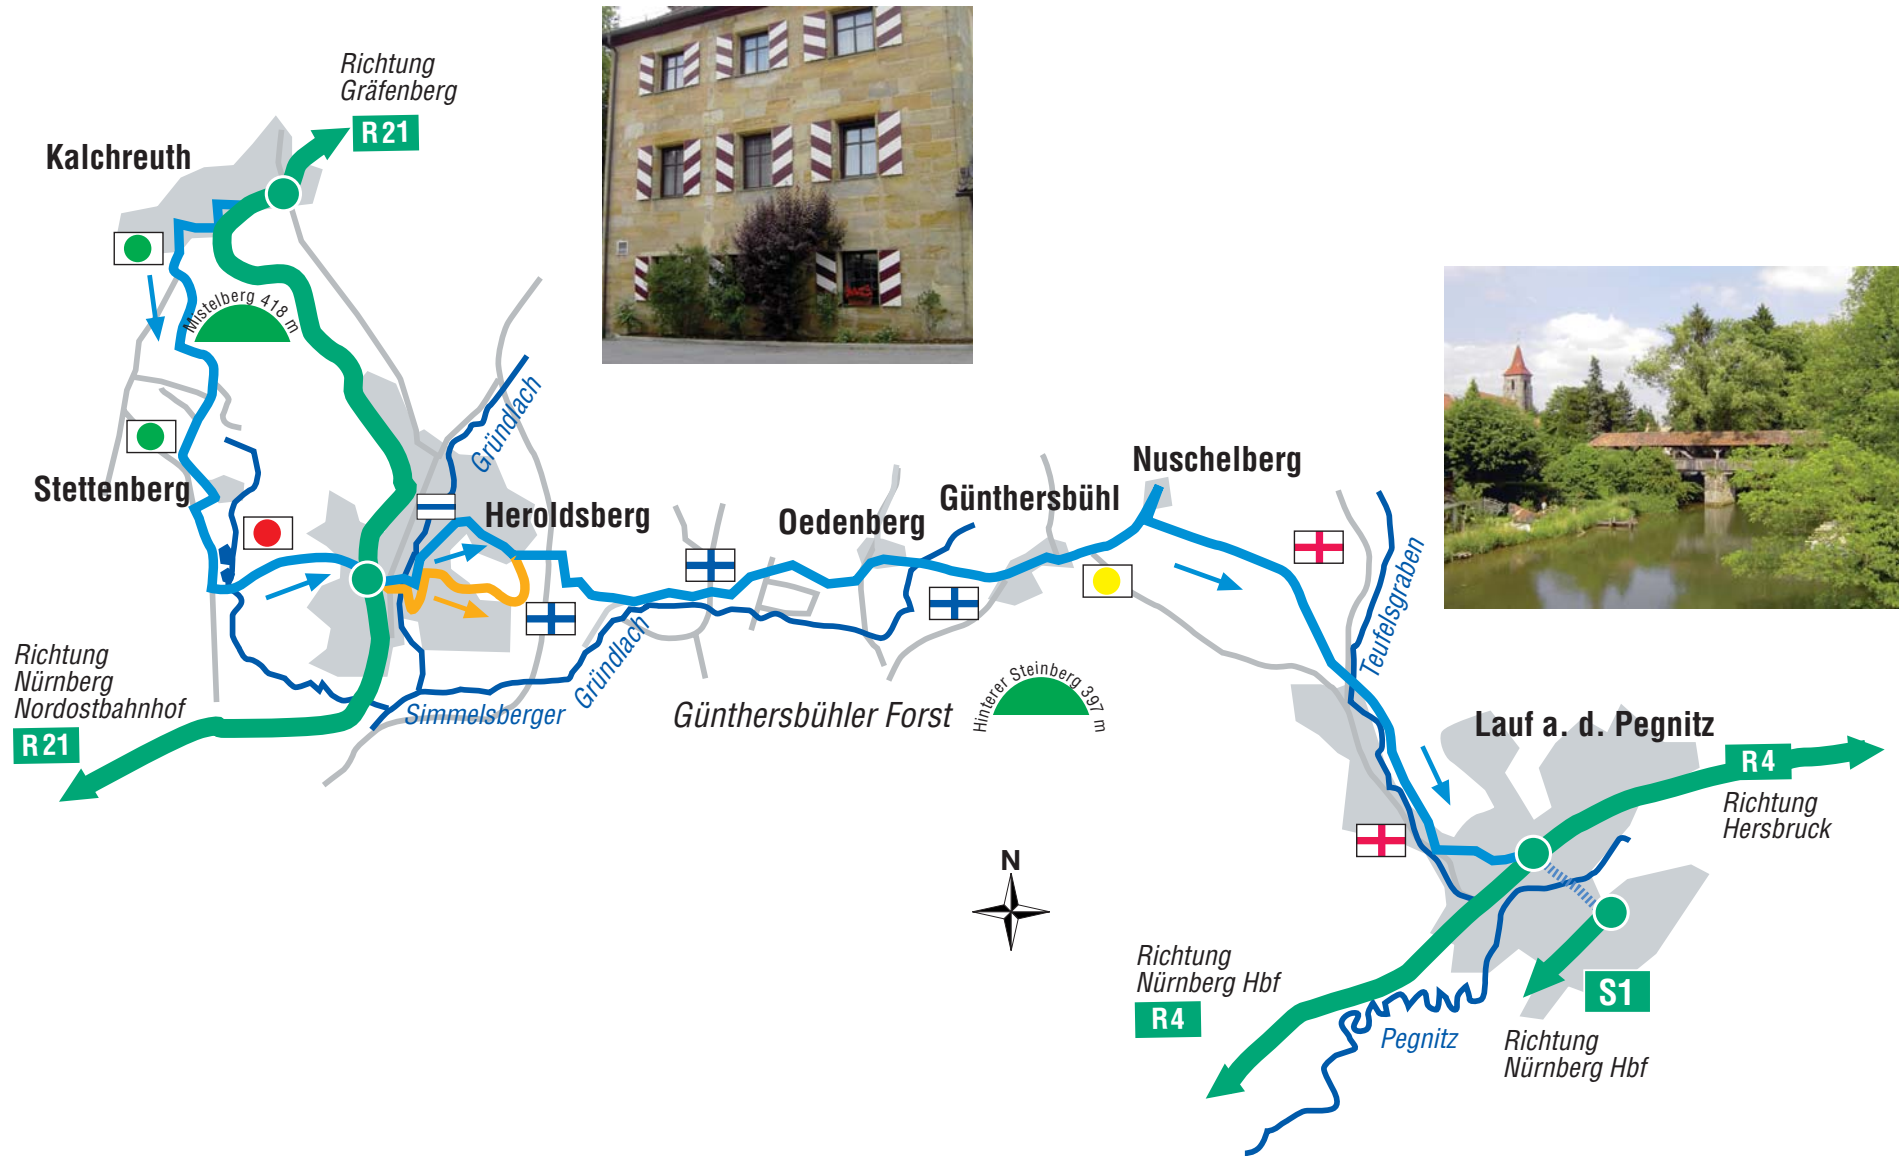 Richtung
Gräfenberg
R21
Kalchreuth
Mistelberg 418 m
Gründlach
Stettenberg
Heroldsberg
Oedenberg
Günthersbühl
Nuschelberg
Teufelsgraben
Richtung
Nürnberg
Nordostbahnhof
R21
Simmelsberger
Gründlach
Günthersbühler Forst
Hinterer Steinberg 397 m
Lauf a. d. Pegnitz
R4
Richtung
Hersbruck
N
Richtung
Nürnberg Hbf
R4
Pegnitz
S1
Richtung
Nürnberg Hbf